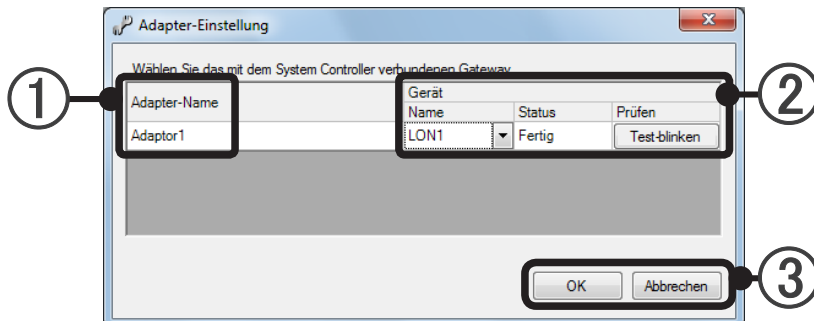 Adapter-Einstellung
Wählen Sie das mit dem System Controller verbundenen Gateway
1
Adapter-Name
Gerät
2
Name Status Prüfen
Adaptor1 LON1 Fertig Test-blinken
OK Abbrechen
3